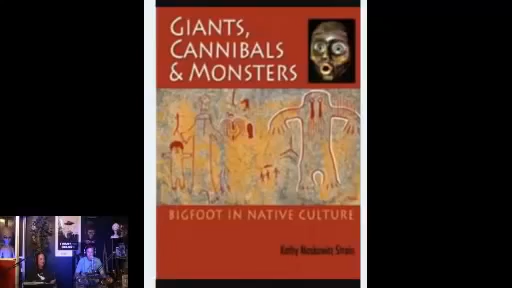 GIANTS,
CANNIBALS
& MONSTERS
BIGFOOT IN NATIVE CULTURE
Kathy Moskowitz Strain